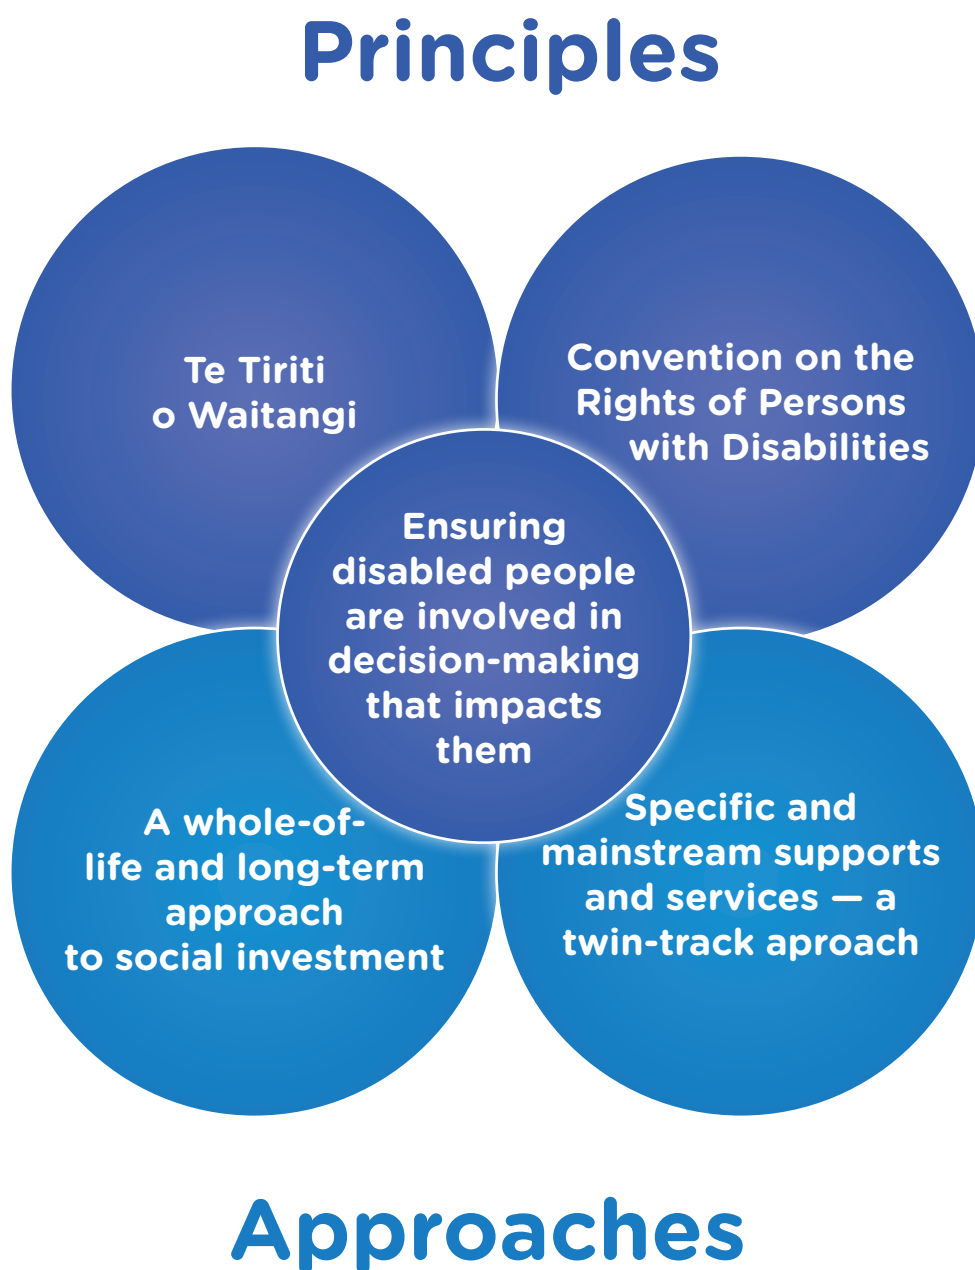 Principles
Te Tiriti
o Waitangi
Convention on the
Rights of Persons
with Disabilities
Ensuring
disabled people
are involved in
decision-making
that impacts
them
A whole-of-
life and long-term
approach
to social investment
Specific and
mainstream supports
and services — a
twin-track aproach
Approaches